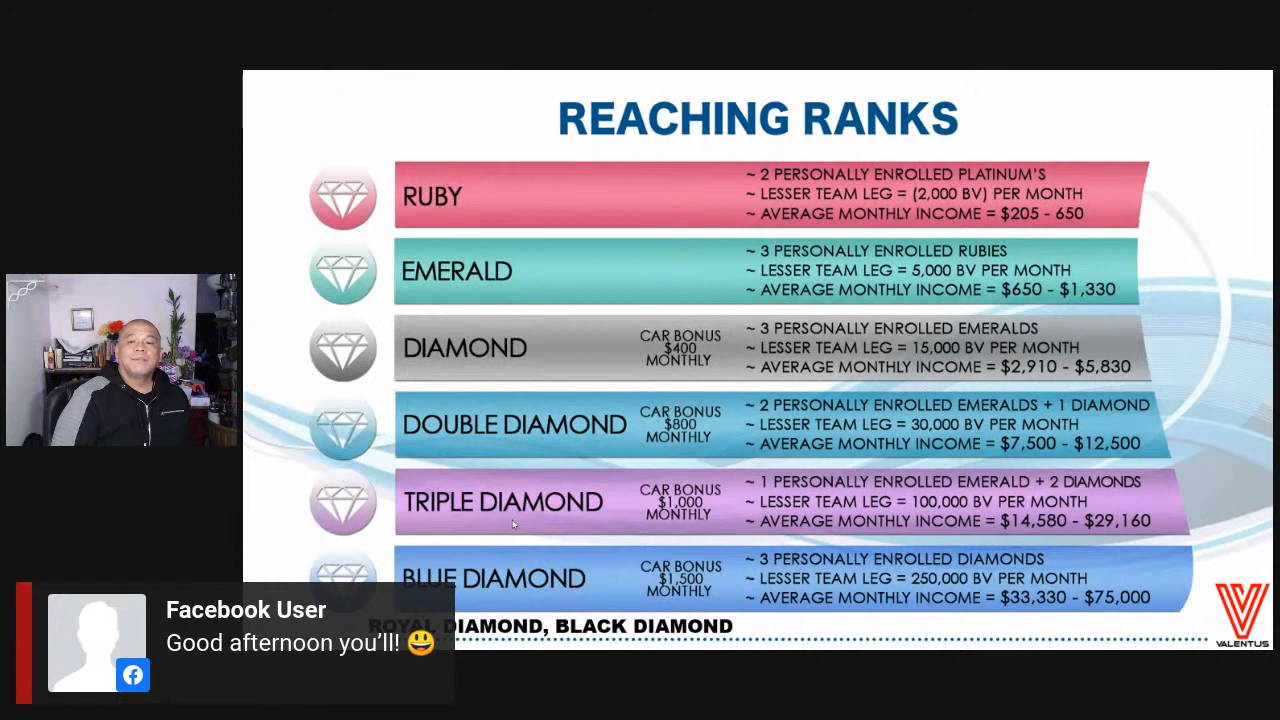 REACHING RANKS
RUBY
~ 2 PERSONALLY ENROLLED PLATINUM'S
~ LESSER TEAM LEG = (2,000 BV) PER MONTH
~ AVERAGE MONTHLY INCOME = $205 - 650
EMERALD
~ 3 PERSONALLY ENROLLED RUBIES
~ LESSER TEAM LEG = 5,000 BV PER MONTH
~ AVERAGE MONTHLY INCOME = $650 - $1,330
DIAMOND
CAR BONUS
$400
MONTHLY
~ 3 PERSONALLY ENROLLED EMERALDS
~ LESSER TEAM LEG = 15,000 BV PER MONTH
~ AVERAGE MONTHLY INCOME = $2,910 - $5,830
DOUBLE DIAMOND
CAR BONUS
$800
MONTHLY
~ 2 PERSONALLY ENROLLED EMERALDS + 1 DIAMOND
~ LESSER TEAM LEG = 30,000 BV PER MONTH
~ AVERAGE MONTHLY INCOME = $7,500 - $12,500
TRIPLE DIAMOND
CAR BONUS
$1,000
MONTHLY
~ 1 PERSONALLY ENROLLED EMERALD + 2 DIAMONDS
~ LESSER TEAM LEG = 100,000 BV PER MONTH
~ AVERAGE MONTHLY INCOME = $14,580 - $29,160
BLUE DIAMOND
CAR BONUS
$1,500
MONTHLY
~ 3 PERSONALLY ENROLLED DIAMONDS
~ LESSER TEAM LEG = 250,000 BV PER MONTH
~ AVERAGE MONTHLY INCOME = $33,330 - $75,000
ROYAL DIAMOND, BLACK DIAMOND
VALENTUS
Facebook User
Good afternoon you'll! 😃